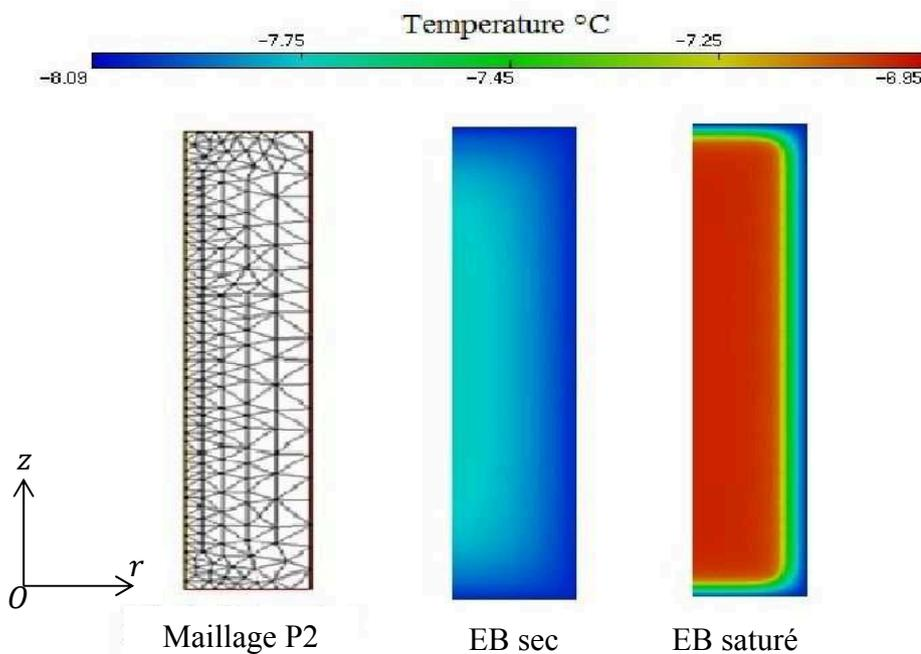 Temperature °C
−7.75 −7.25
−8.09 −7.45 −6.95
z
r
O
Maillage P2 EB sec EB saturé